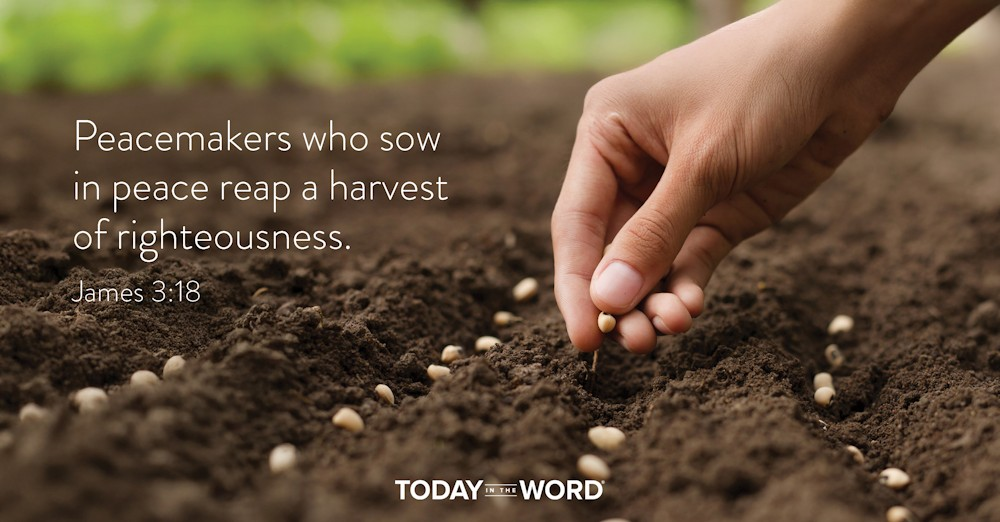 Peacemakers who sow
in peace reap a harvest
of righteousness.
James 3:18
TODAY IN THE WORD®